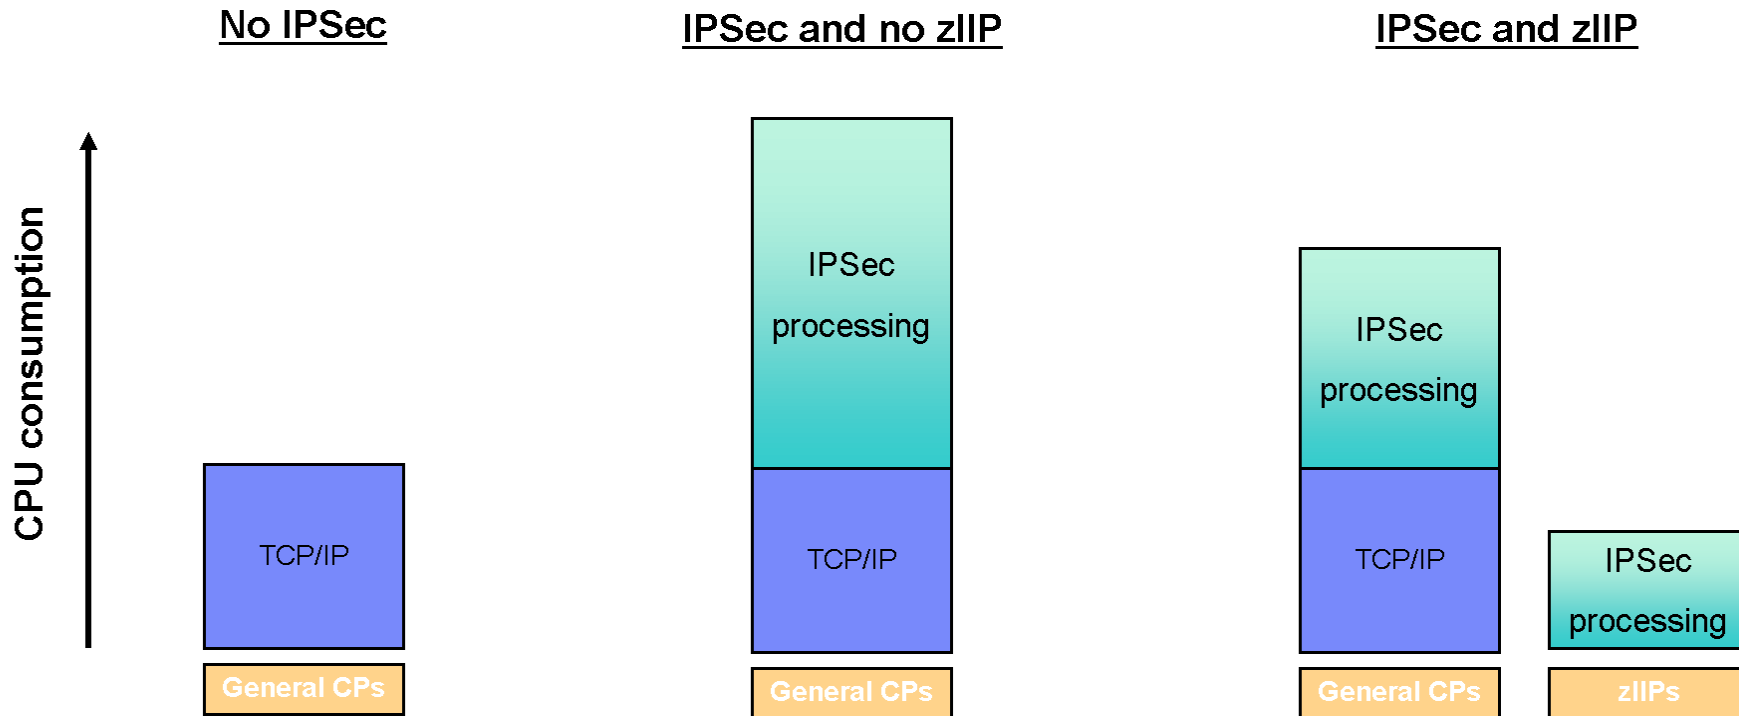 No IPSec
IPSec and no zIIP
IPSec and zIIP
CPU consumption
TCP/IP
General CPs
IPSec
processing
TCP/IP
General CPs
IPSec
processing
TCP/IP
General CPs
IPSec
processing
zIIPs